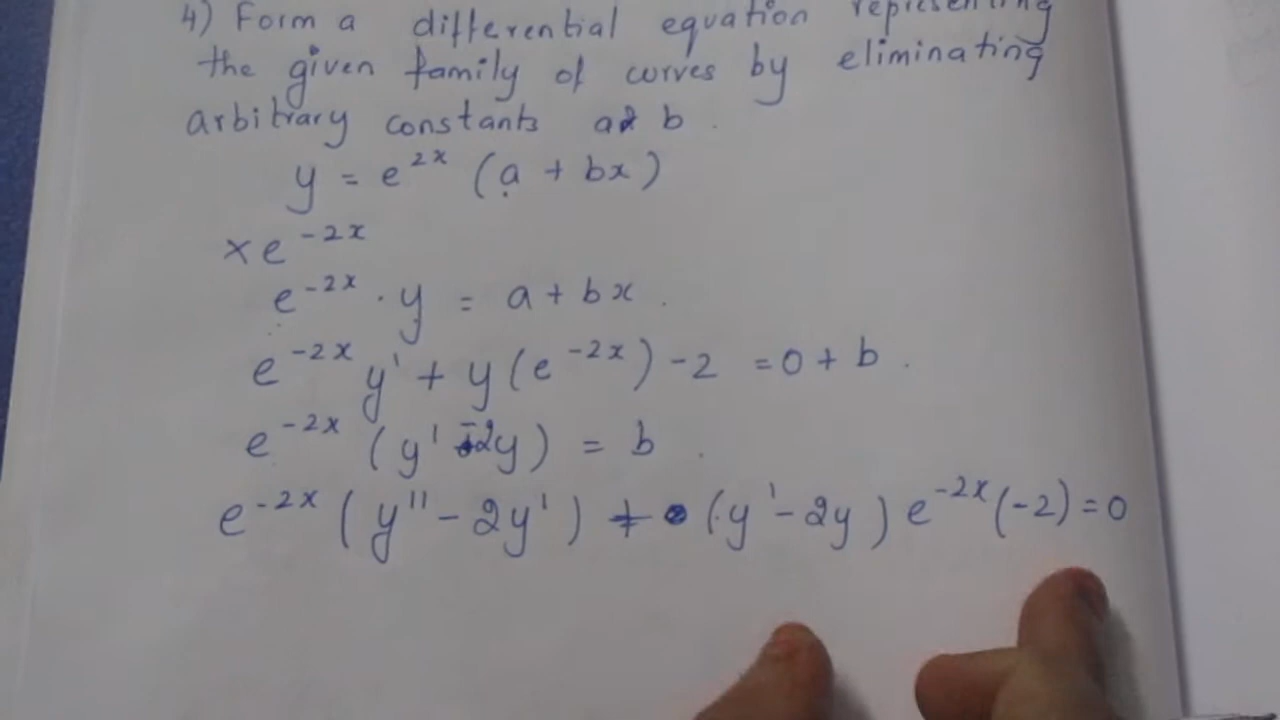 4) Form a differential equation representing
the given family of curves by eliminating
arbitrary constants a & b.
y = e^{2x} (a + bx)
× e^{-2x}
e^{-2x} . y = a + bx .
e^{-2x} y' + y (e^{-2x}) -2 = 0 + b .
e^{-2x} (y' -2y) = b .
e^{-2x} (y'' - 2y') + (y' - 2y) e^{-2x} (-2) = 0